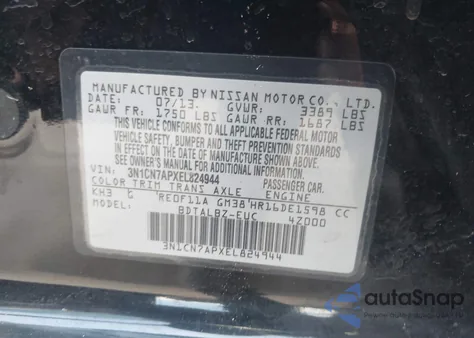 MANUFACTURED BY NISSAN MOTOR CO., LTD.
DATE: 07/13. GVWR: 3389 LBS
GAWR FR: 1750 LBS GAWR RR: 1687 LBS
THIS VEHICLE CONFORMS TO ALL APPLICABLE FEDERAL MOTOR
VEHICLE SAFETY, BUMPER, AND THEFT PREVENTION
STANDARDS IN EFFECT ON THE DATE OF MANUFACTURE SHOWN ABOVE.
SEE OWNER'S MANUAL FOR ADDITIONAL INFORMATION.
VIN: 3N1CN7APXEL824944 PASSENGER CAR
COLOR TRIM TRANS AXLE ENGINE
KH3 G RE0F11A GM38 HR16DE1598 CC
MODEL: BDTALBZ-EUC 4Z000
3N1CN7APXEL824944
autoSnap